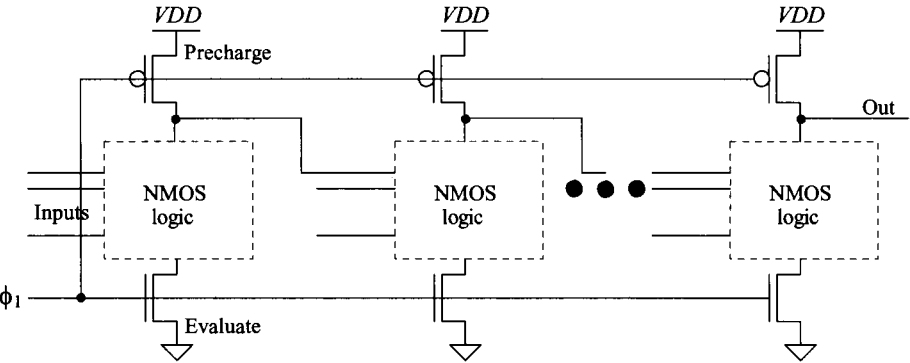 VDD VDD VDD
Precharge
Out
NMOS logic
NMOS logic
NMOS logic
Inputs
ϕ1
Evaluate